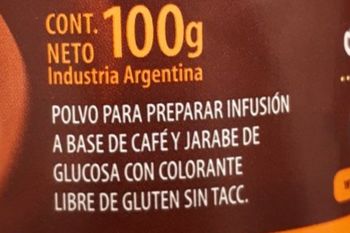 CONT.
NETO 100g
Industria Argentina
POLVO PARA PREPARAR INFUSIÓN
A BASE DE CAFÉ Y JARABE DE
GLUCOSA CON COLORANTE
LIBRE DE GLUTEN SIN TACC.